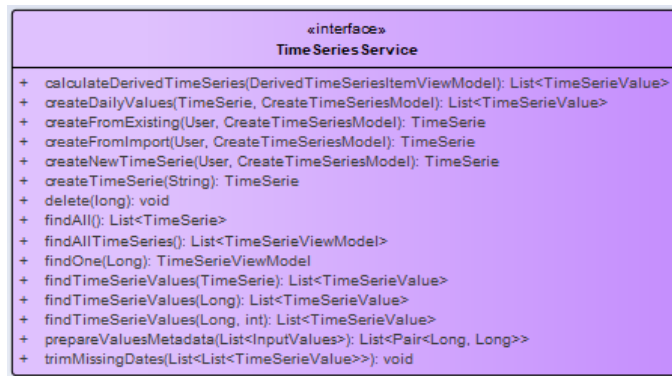 «interface»
TimeSeriesService
+ calculateDerivedTimeSeries(DerivedTimeSeriesItemViewModel): List<TimeSerieValue>
+ createDailyValues(TimeSerie, CreateTimeSeriesModel): List<TimeSerieValue>
+ createFromExisting(User, CreateTimeSeriesModel): TimeSerie
+ createFromImport(User, CreateTimeSeriesModel): TimeSerie
+ createNewTimeSerie(User, CreateTimeSeriesModel): TimeSerie
+ createTimeSerie(String): TimeSerie
+ delete(long): void
+ findAll(): List<TimeSerie>
+ findAllTimeSeries(): List<TimeSerieViewModel>
+ findOne(Long): TimeSerieViewModel
+ findTimeSerieValues(TimeSerie): List<TimeSerieValue>
+ findTimeSerieValues(Long): List<TimeSerieValue>
+ findTimeSerieValues(Long, int): List<TimeSerieValue>
+ prepareValuesMetadata(List<InputValues>): List<Pair<Long, Long>>
+ trimMissingDates(List<List<TimeSerieValue>>): void